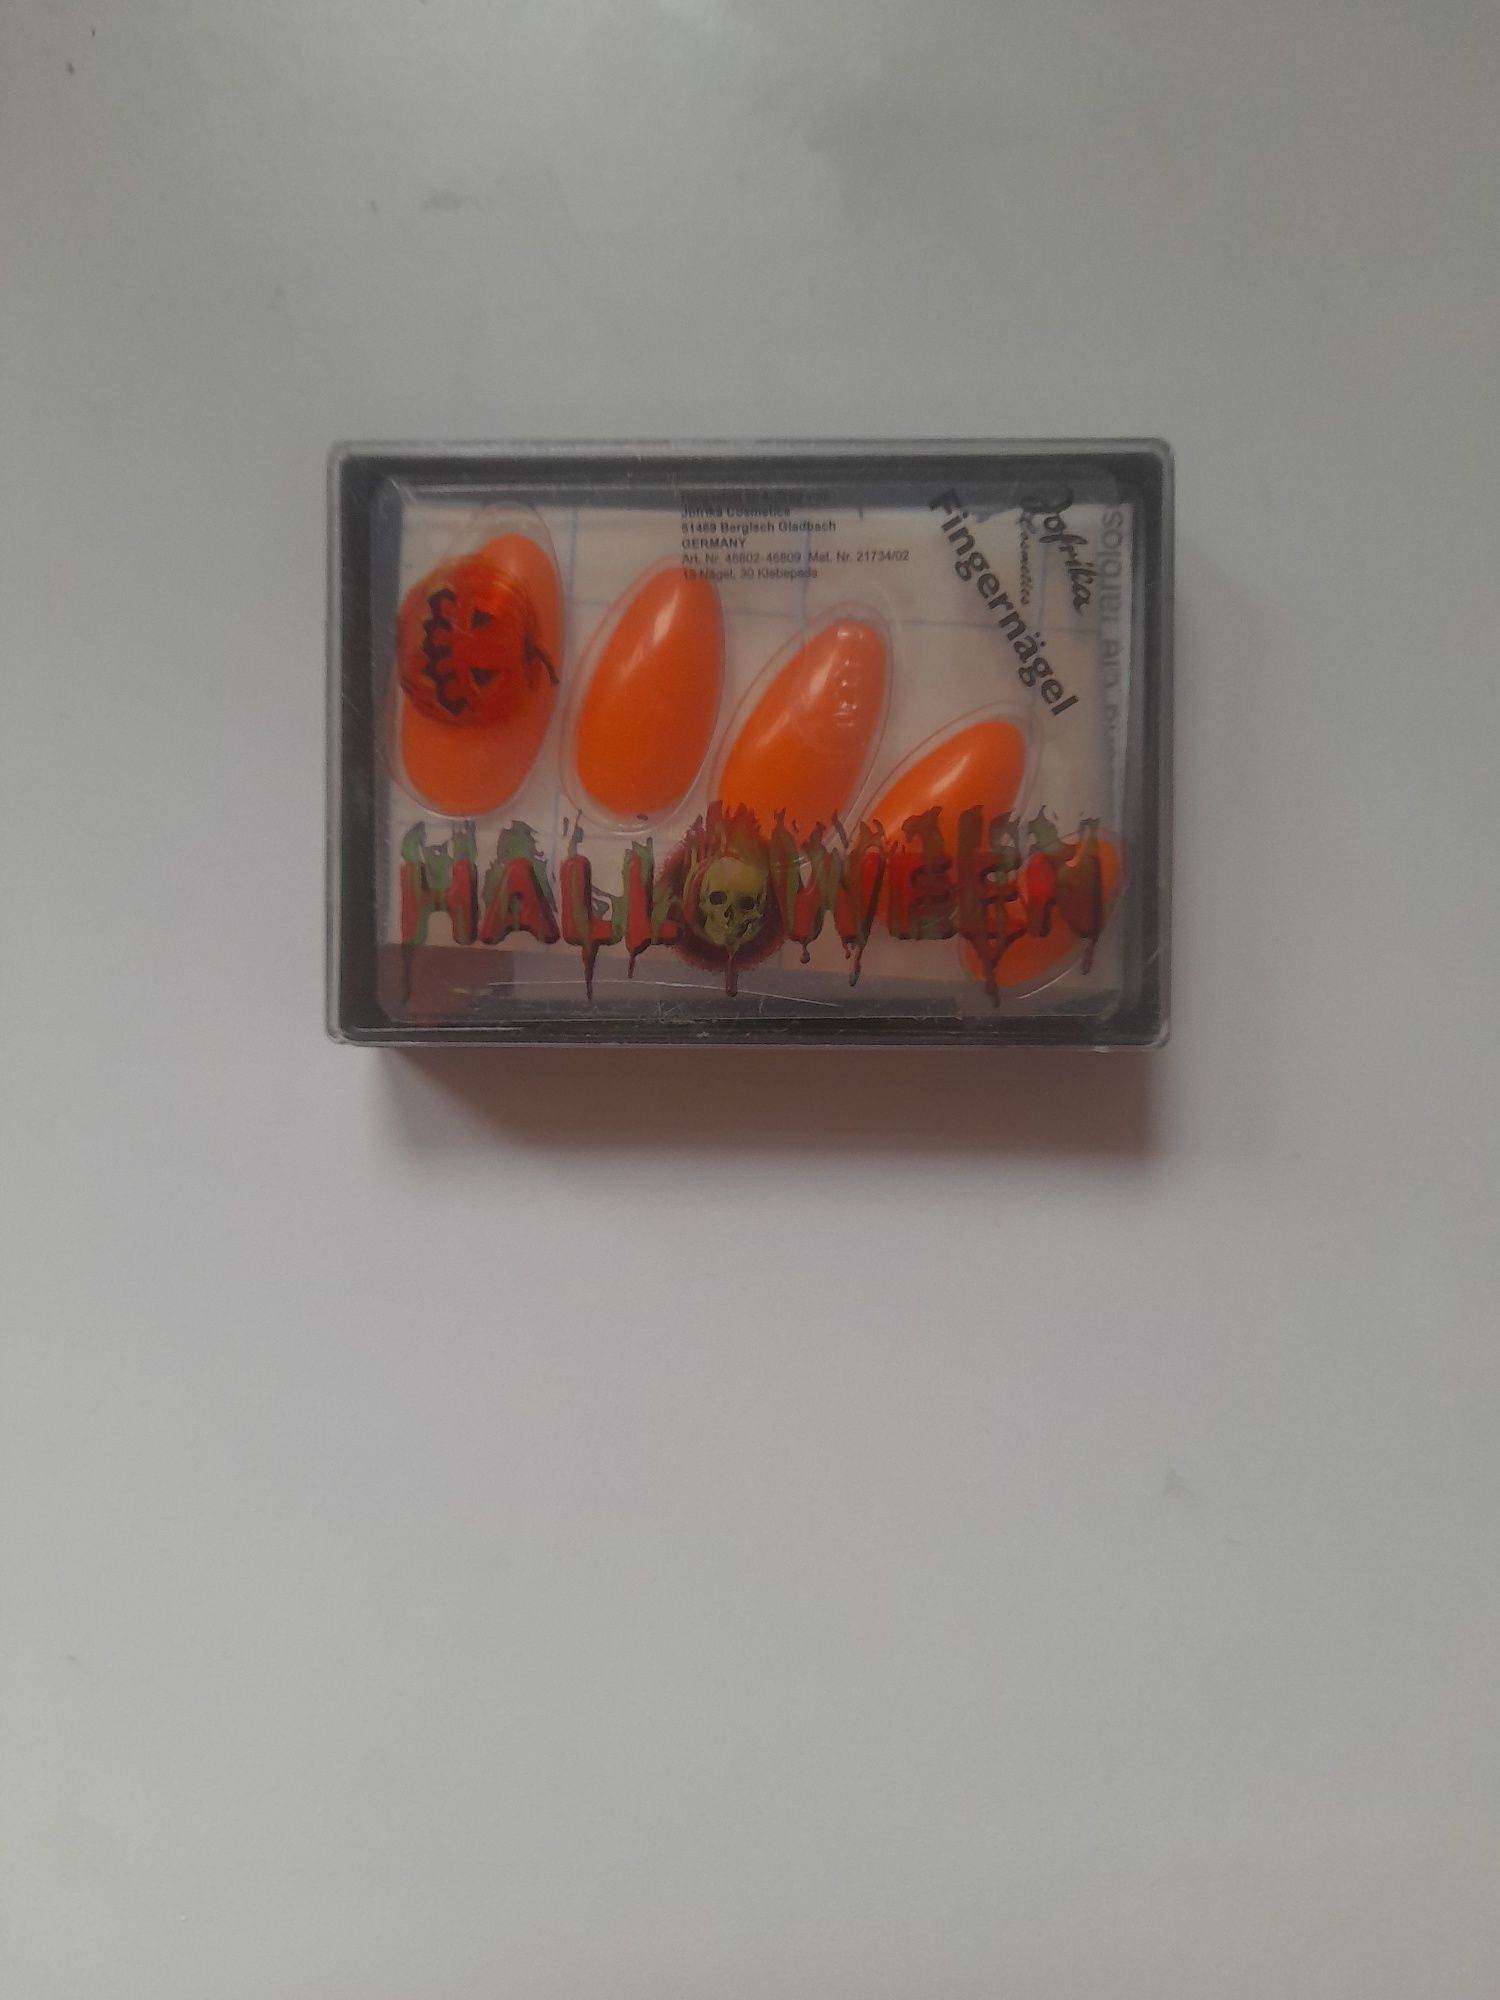 Jofrika Cosmetics
51469 Bergisch Gladbach
GERMANY
Art. Nr. 46802-46809 Mat. Nr. 21734/02
15 Nägel, 30 Klebepads
Jofrika
Cosmetics
Fingernägel
HALLOWEEN